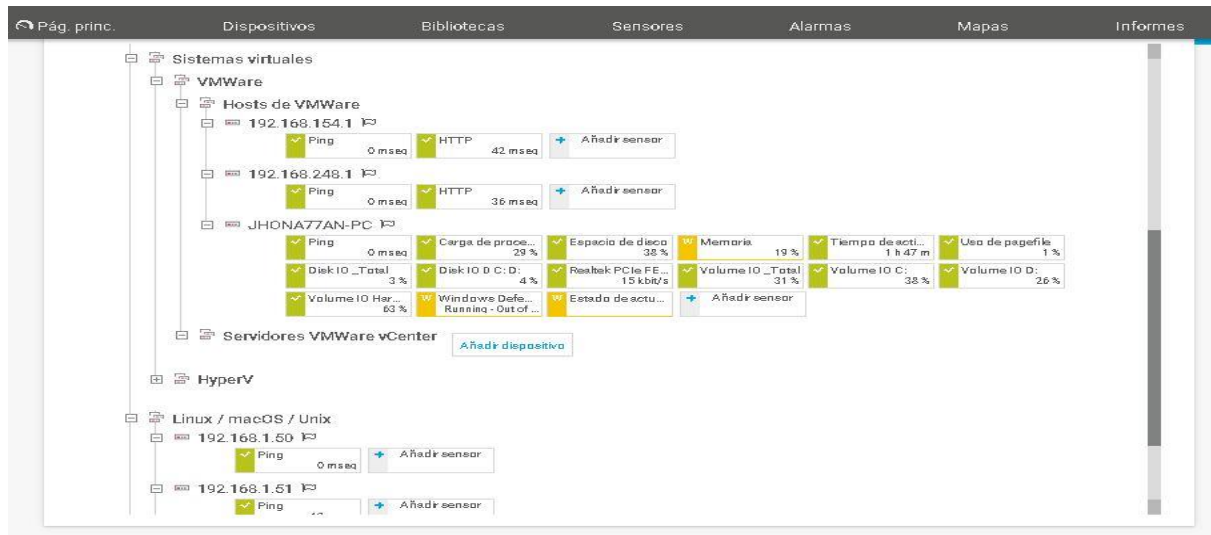 Pág. princ. Dispositivos Bibliotecas Sensores Alarmas Mapas Informes
Sistemas virtuales
VMWare
Hosts de VMWare
192.168.154.1
Ping HTTP Añadir sensor
0 mseg 42 mseg
192.168.248.1
Ping HTTP Añadir sensor
0 mseg 36 mseg
JHONA77AN-PC
Ping Carga de proce... Espacio de disco W Memoria Tiempo de acti... Uso de pagefile
0 mseg 29 % 38 % 19 % 1 h 47 m 1 %
Disk IO _Total Disk IO 0 C: D: Realtek PCIe FE... Volume IO _Total Volume IO C: Volume IO D:
3 % 4 % 15 kbit/s 31 % 38 % 26 %
Volume IO Har... W Windows Defe... W Estado de actu... Añadir sensor
63 % Running - Out of ...
Servidores VMWare vCenter Añadir dispositivo
HyperV
Linux / macOS / Unix
192.168.1.50
Ping Añadir sensor
0 mseg
192.168.1.51
Ping Añadir sensor